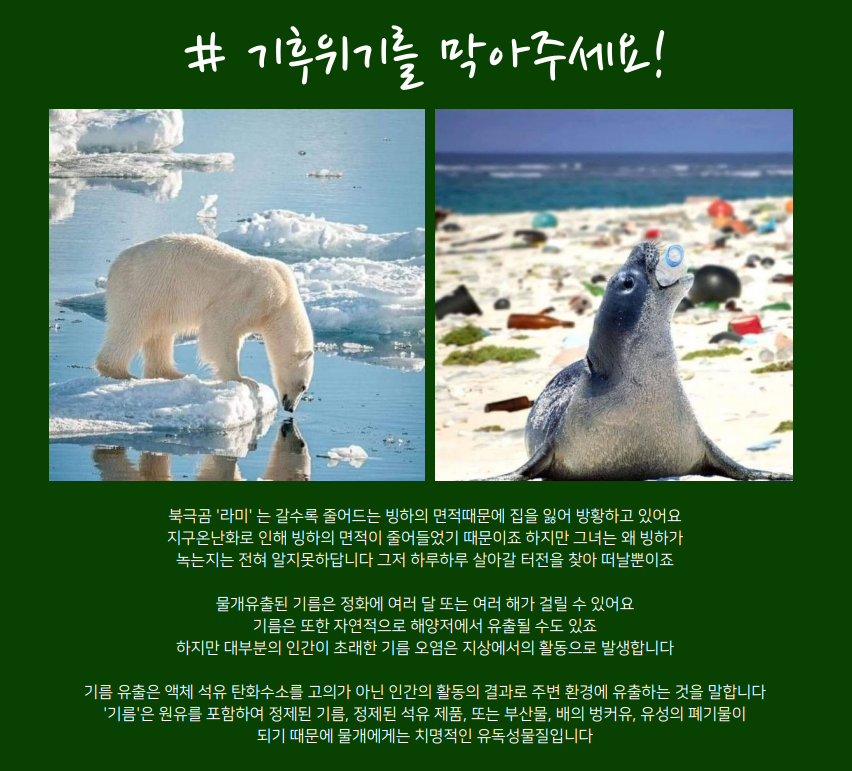 # 기후위기를 막아주세요!
북극곰 '라미' 는 갈수록 줄어드는 빙하의 면적때문에 집을 잃어 방황하고 있어요
지구온난화로 인해 빙하의 면적이 줄어들었기 때문이죠 하지만 그녀는 왜 빙하가
녹는지는 전혀 알지못하답니다 그저 하루하루 살아갈 터전을 찾아 떠날뿐이죠
물개유출된 기름은 정화에 여러 달 또는 여러 해가 걸릴 수 있어요
기름은 또한 자연적으로 해양저에서 유출될 수도 있죠
하지만 대부분의 인간이 초래한 기름 오염은 지상에서의 활동으로 발생합니다
기름 유출은 액체 석유 탄화수소를 고의가 아닌 인간의 활동의 결과로 주변 환경에 유출하는 것을 말합니다
'기름'은 원유를 포함하여 정제된 기름, 정제된 석유 제품, 또는 부산물, 배의 벙커유, 유성의 폐기물이
되기 때문에 물개에게는 치명적인 유독성물질입니다